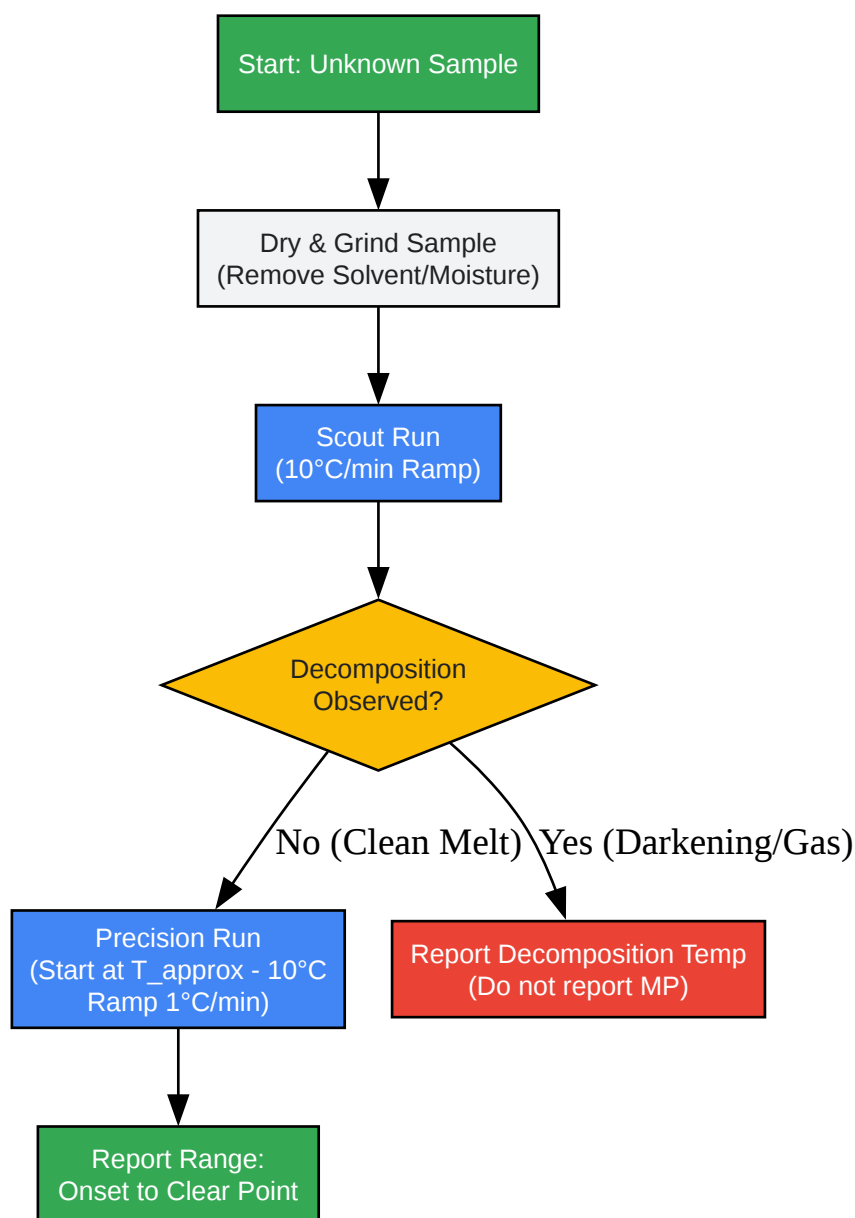 Start: Unknown Sample
Dry & Grind Sample
(Remove Solvent/Moisture)
Scout Run
(10°C/min Ramp)
Decomposition
Observed?
No (Clean Melt)
Yes (Darkening/Gas)
Precision Run
(Start at T_approx - 10°C
Ramp 1°C/min)
Report Decomposition Temp
(Do not report MP)
Report Range:
Onset to Clear Point